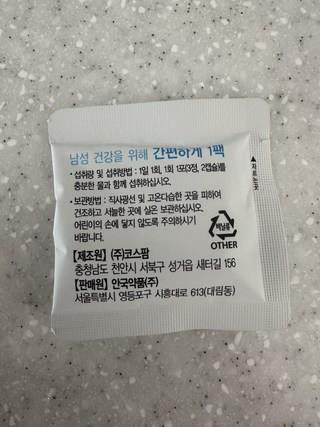 남성 건강을 위해 간편하게 1팩
• 섭취량 및 섭취방법 : 1일 1회, 1회 1포(3정, 2캡슐)를
충분한 물과 함께 섭취하십시오.
• 보관방법 : 직사광선 및 고온다습한 곳을 피하여
건조하고 서늘한 곳에 실온 보관하십시오.
어린이의 손에 닿지 않도록 주의하시기
바랍니다.
비닐류
OTHER
【제조원】 (주)코스팜
충청남도 천안시 서북구 성거읍 새터길 156
【판매원】 안국약품(주)
서울특별시 영등포구 시흥대로 613(대림동)